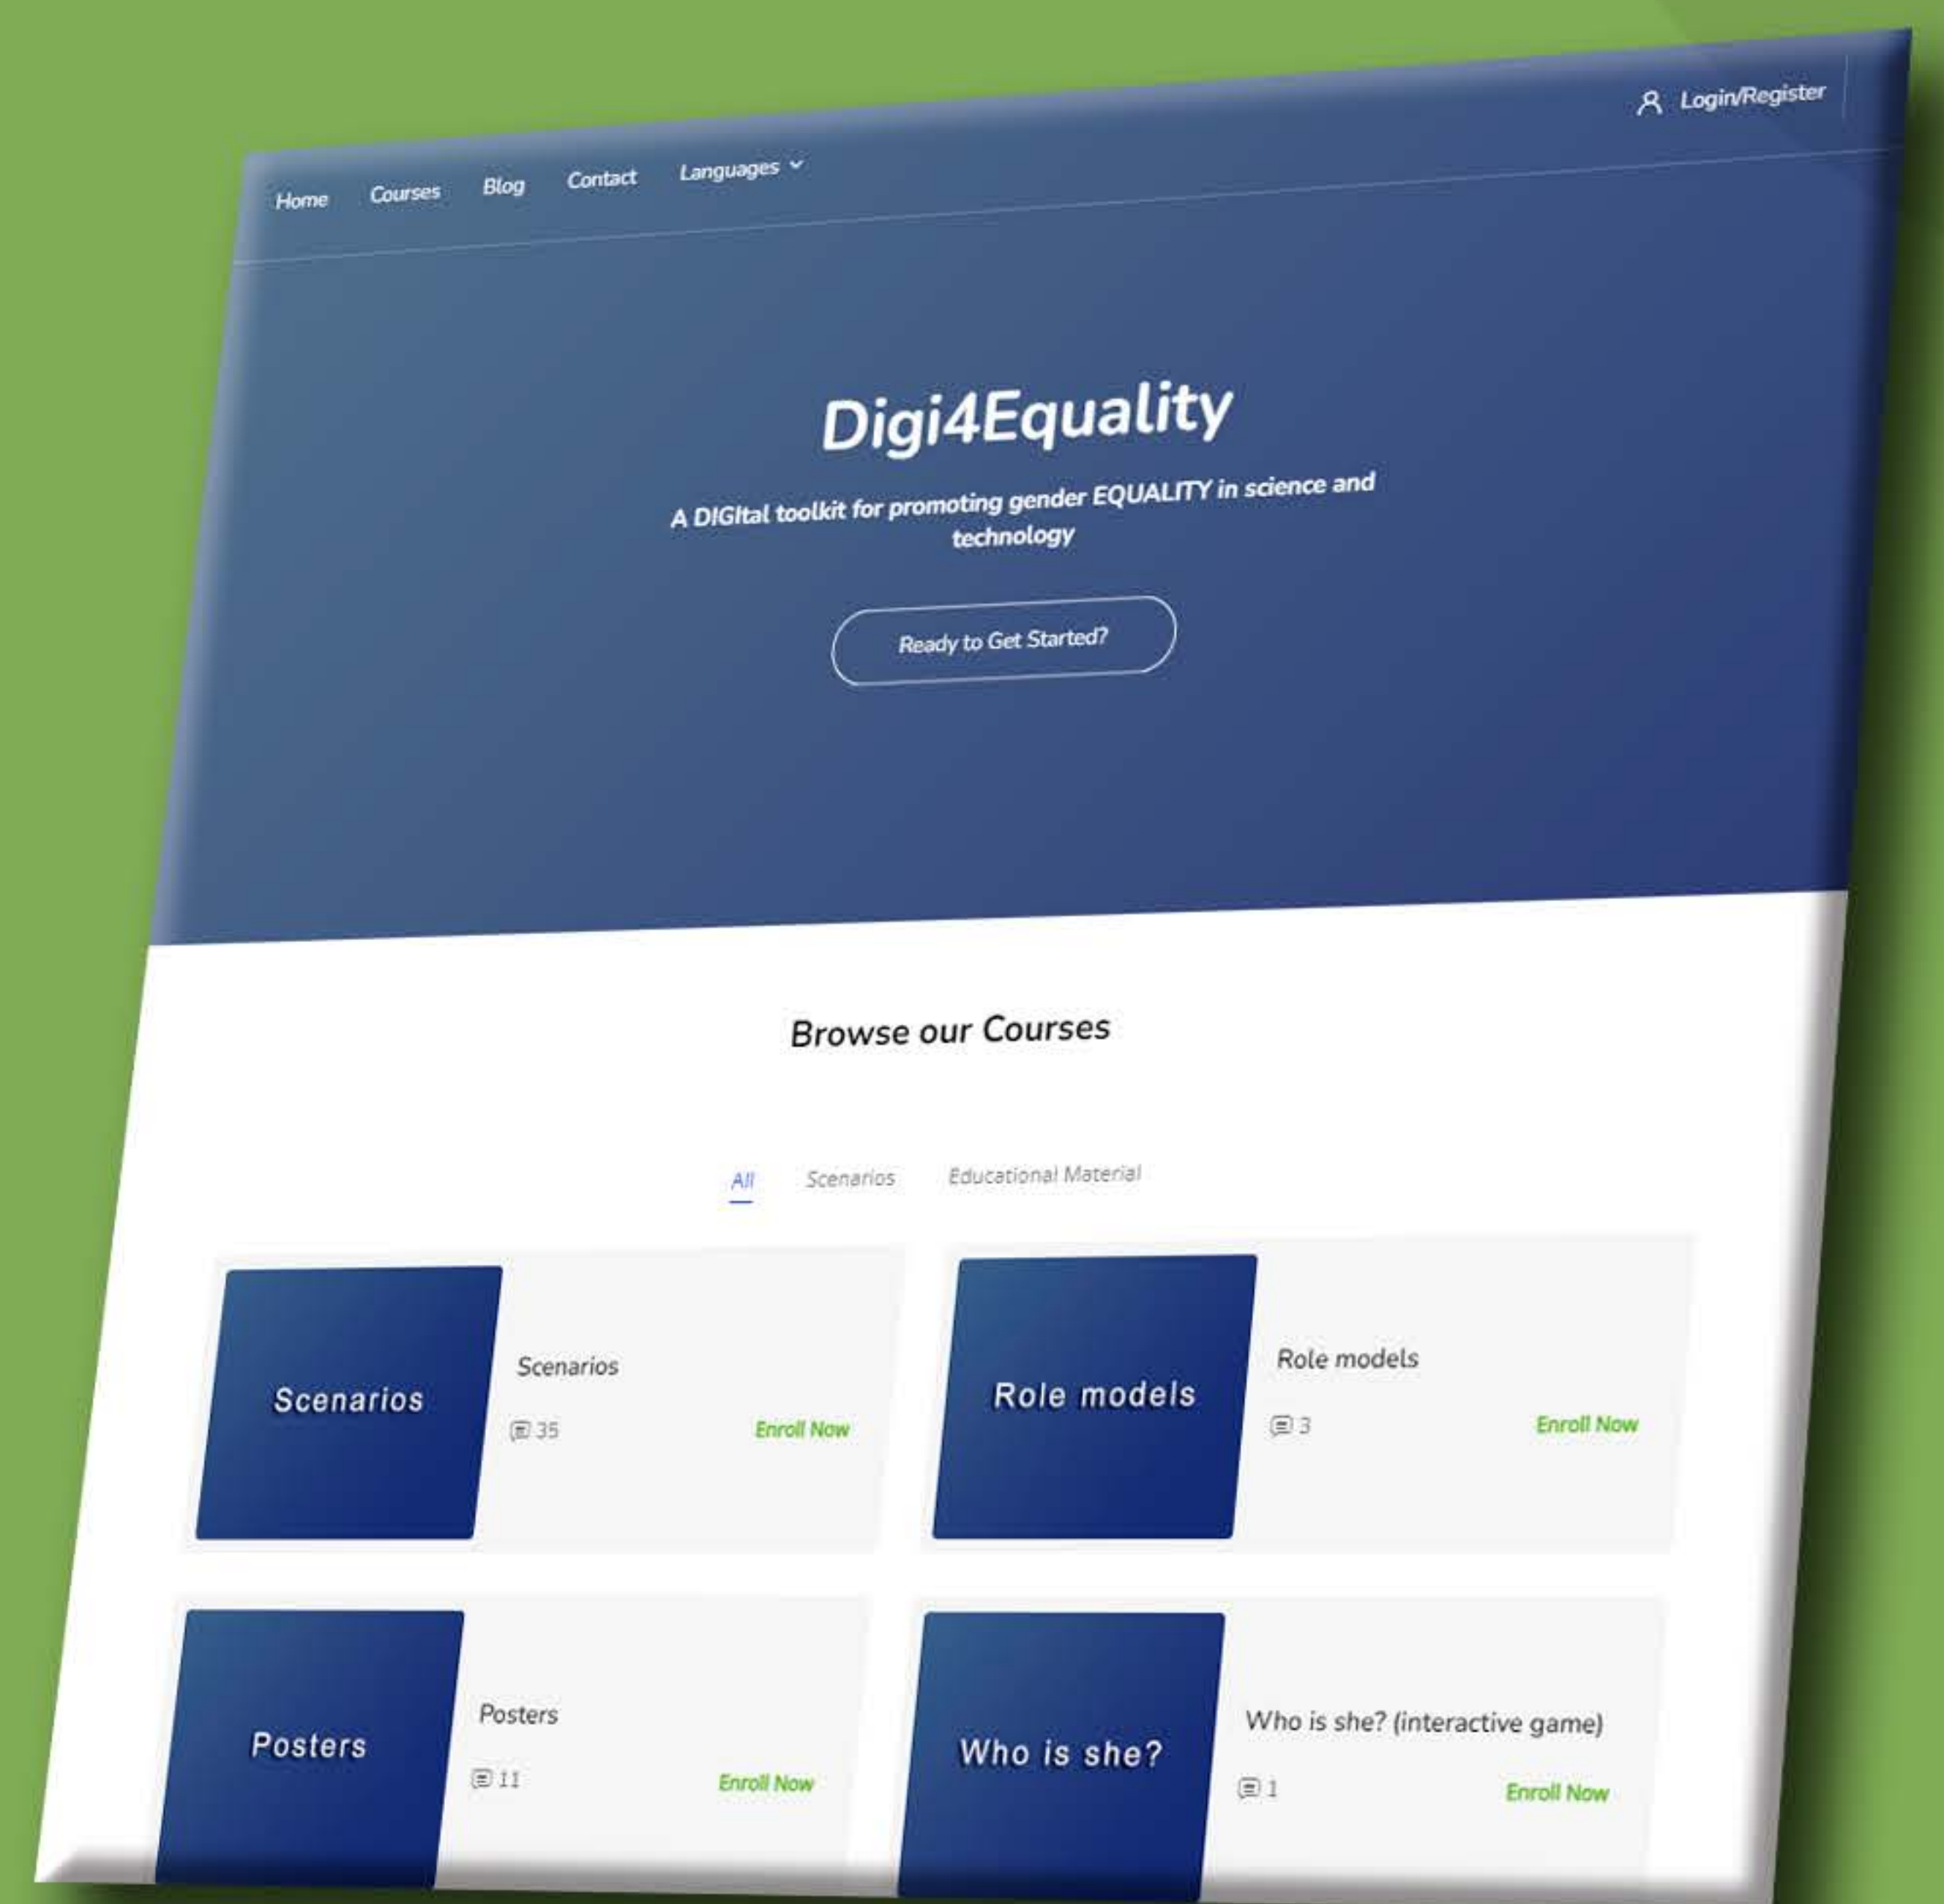 Home Courses Blog Contact Languages
Login/Register
Digi4Equality
A DIGItal toolkit for promoting gender EQUALITY in science and
technology
Ready to Get Started?
Browse our Courses
All Scenarios Educational Material
Scenarios
Scenarios
35 Enroll Now
Role models
Role models
3 Enroll Now
Posters
Posters
11 Enroll Now
Who is she?
Who is she? (interactive game)
1 Enroll Now